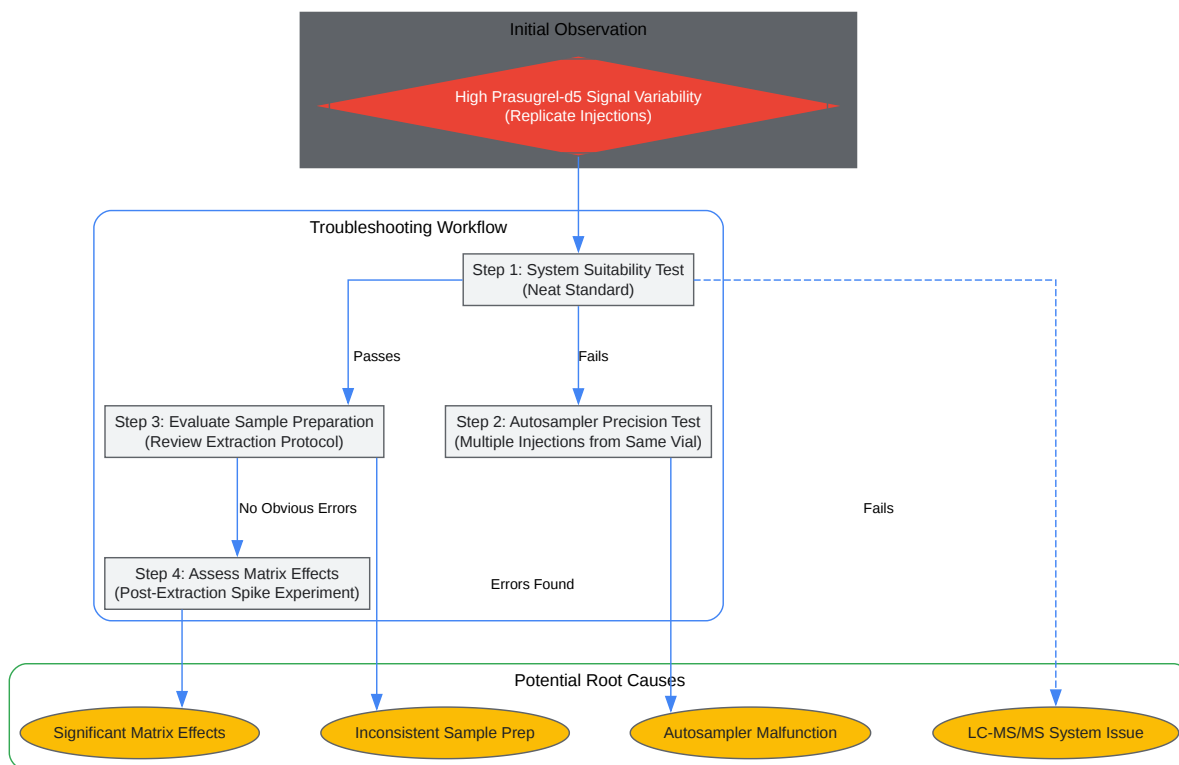 Initial Observation
High Prasugrel-d5 Signal Variability
(Replicate Injections)
Troubleshooting Workflow
Step 1: System Suitability Test
(Neat Standard)
Passes
Fails
Step 3: Evaluate Sample Preparation
(Review Extraction Protocol)
Step 2: Autosampler Precision Test
(Multiple Injections from Same Vial)
No Obvious Errors
Fails
Step 4: Assess Matrix Effects
(Post-Extraction Spike Experiment)
Errors Found
Potential Root Causes
Significant Matrix Effects
Inconsistent Sample Prep
Autosampler Malfunction
LC-MS/MS System Issue